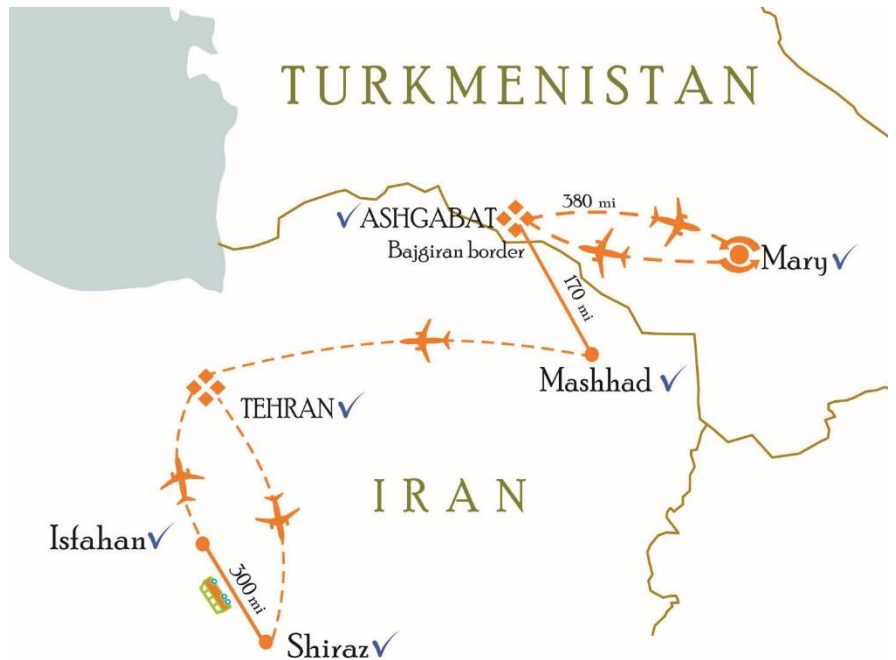 TURKMENISTAN
380 mi
ASHGABAT
Bajgiran border
Mary
170 mi
Mashhad
TEHRAN
IRAN
Isfahan
300 mi
Shiraz